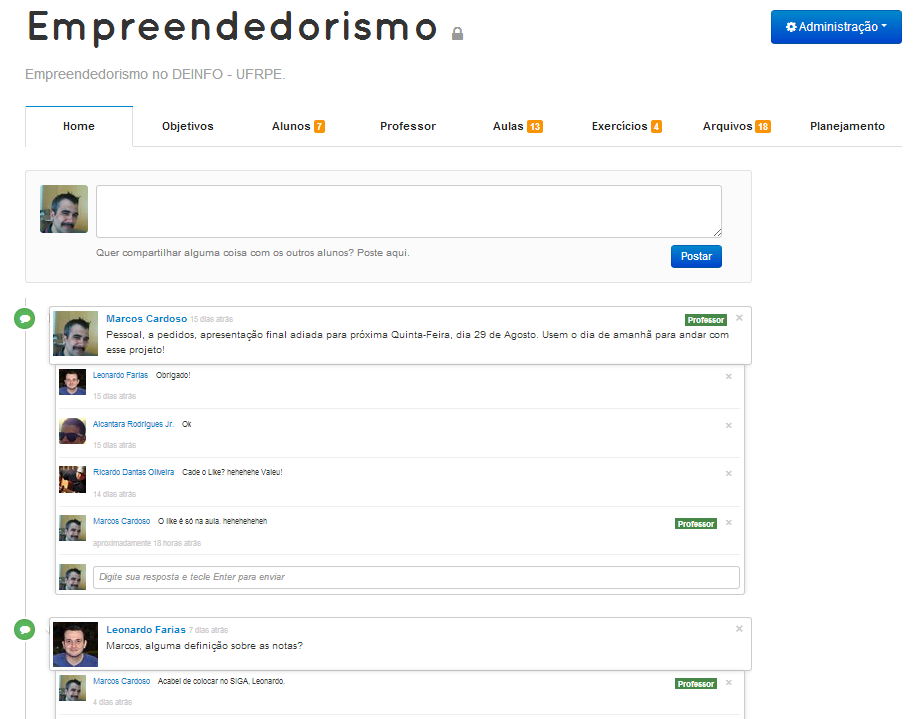 Empreendedorismo
Administração
Empreendedorismo no DEINFO - UFRPE.
Home Objetivos Alunos 7 Professor Aulas 13 Exercícios 4 Arquivos 18 Planejamento
Quer compartilhar alguma coisa com os outros alunos? Poste aqui.
Postar
Marcos Cardoso 15 dias atrás Professor ×
Pessoal, a pedidos, apresentação final adiada para próxima Quinta-Feira, dia 29 de Agosto. Usem o dia de amanhã para andar com
esse projeto!
Leonardo Farias Obrigado! ×
15 dias atrás
Alcantara Rodrigues Jr. Ok ×
15 dias atrás
Ricardo Dantas Oliveira Cade o Like? hehehehe Valeu! ×
14 dias atrás
Marcos Cardoso O like é só na aula. heheheheheh Professor ×
aproximadamente 18 horas atrás
Digite sua resposta e tecle Enter para enviar
Leonardo Farias 7 dias atrás ×
Marcos, alguma definição sobre as notas?
Marcos Cardoso Acabei de colocar no SIGA, Leonardo. Professor ×
4 dias atrás